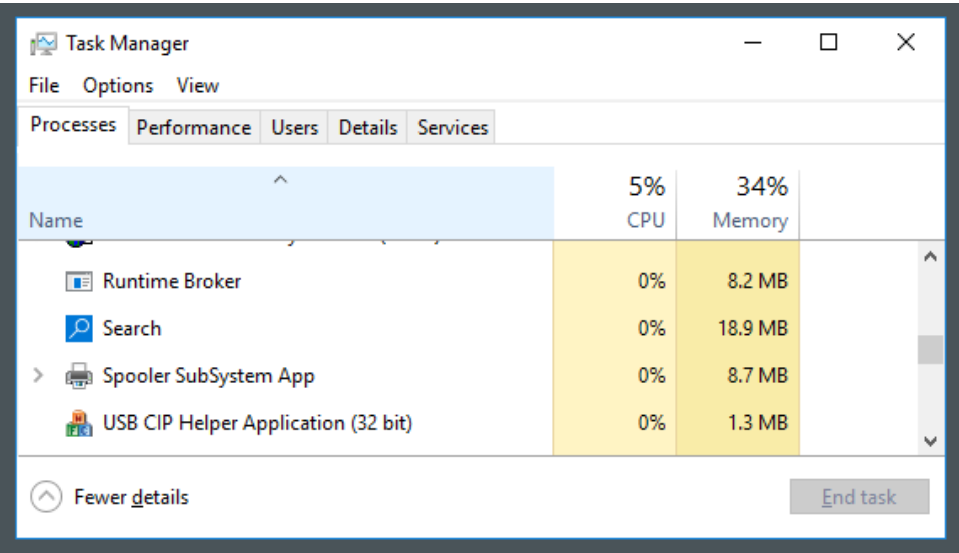 Task Manager
File Options View
Processes Performance Users Details Services
5% 34%
Name CPU Memory
Runtime Broker 0% 8.2 MB
Search 0% 18.9 MB
Spooler SubSystem App 0% 8.7 MB
USB CIP Helper Application (32 bit) 0% 1.3 MB
Fewer details End task